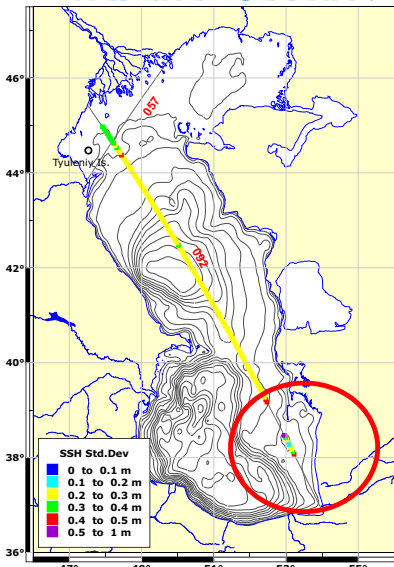 46°
057
Tyuleniy Is.
44°
092
42°
40°
38°
SSH Std.Dev
0 to 0.1 m
0.1 to 0.2 m
0.2 to 0.3 m
0.3 to 0.4 m
0.4 to 0.5 m
0.5 to 1 m
36°